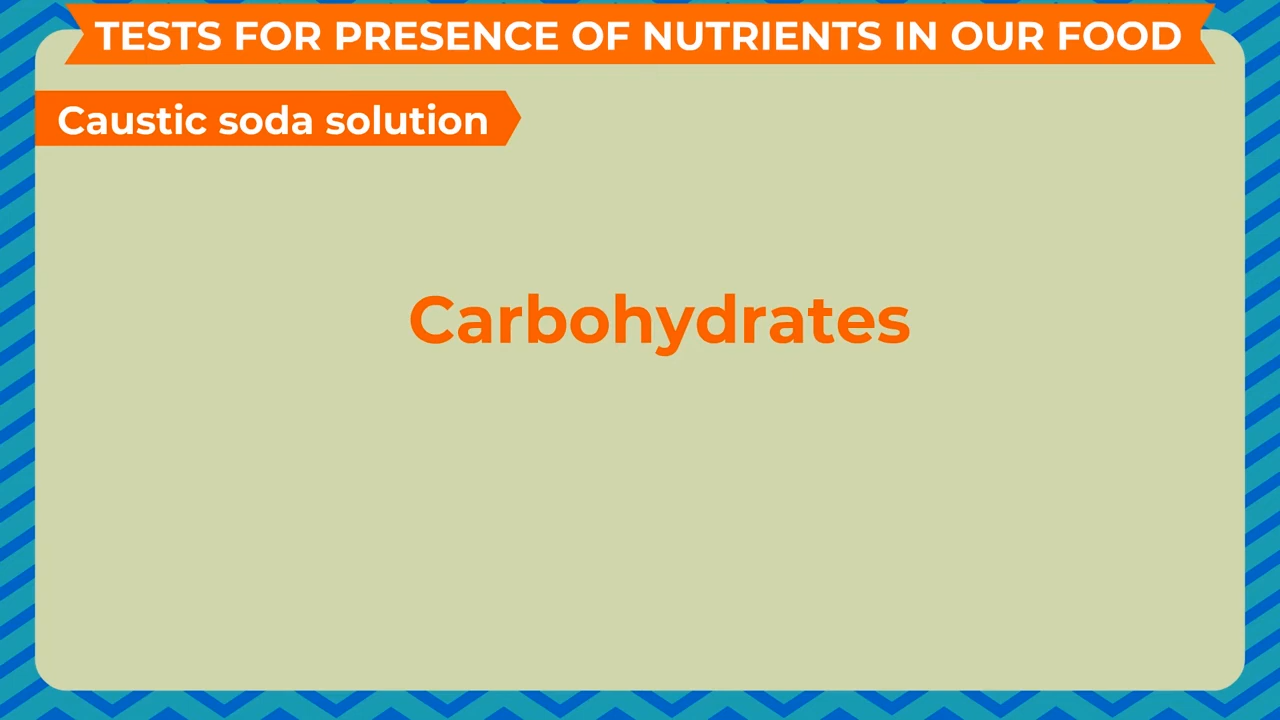 TESTS FOR PRESENCE OF NUTRIENTS IN OUR FOOD
Caustic soda solution
Carbohydrates